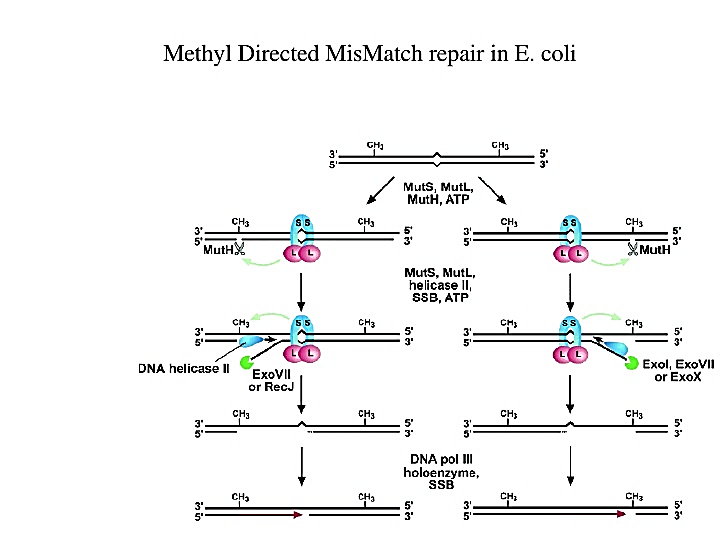 Methyl Directed MisMatch repair in E. coli
CH3 CH3
3' 5'
5' 3'
MutS, MutL,
MutH, ATP
CH3 S S CH3
3' 5'
5' 3'
MutH L L
CH3 S S CH3
3' 5'
5' 3'
L L MutH
MutS, MutL,
helicase II,
SSB, ATP
CH3 S S CH3
3' 5'
5' 3'
L L
DNA helicase II
ExoVII
or RecJ
CH3 S S CH3
3' 5'
5' 3'
L L
ExoI, ExoVII
or ExoX
CH3 CH3
3' 5'
5' 3'
CH3 CH3
3' 5'
5' 3'
DNA pol III
holoenzyme,
SSB
CH3 CH3
3' 5'
5' 3'
CH3 CH3
3' 5'
5' 3'